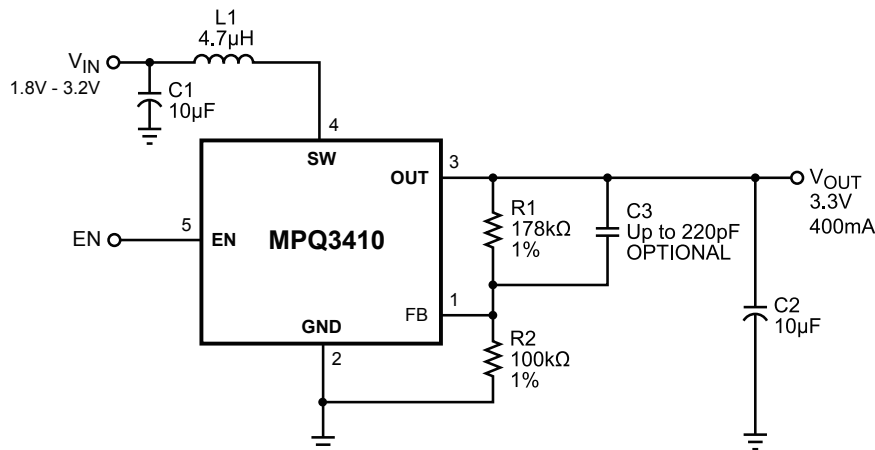 L1
4.7µH
VIN
1.8V - 3.2V
C1
10µF
4
SW
3
OUT
VOUT
3.3V
400mA
R1
178kΩ
1%
C3
Up to 220pF
OPTIONAL
5
EN
EN
MPQ3410
1
FB
C2
10µF
GND
2
R2
100kΩ
1%